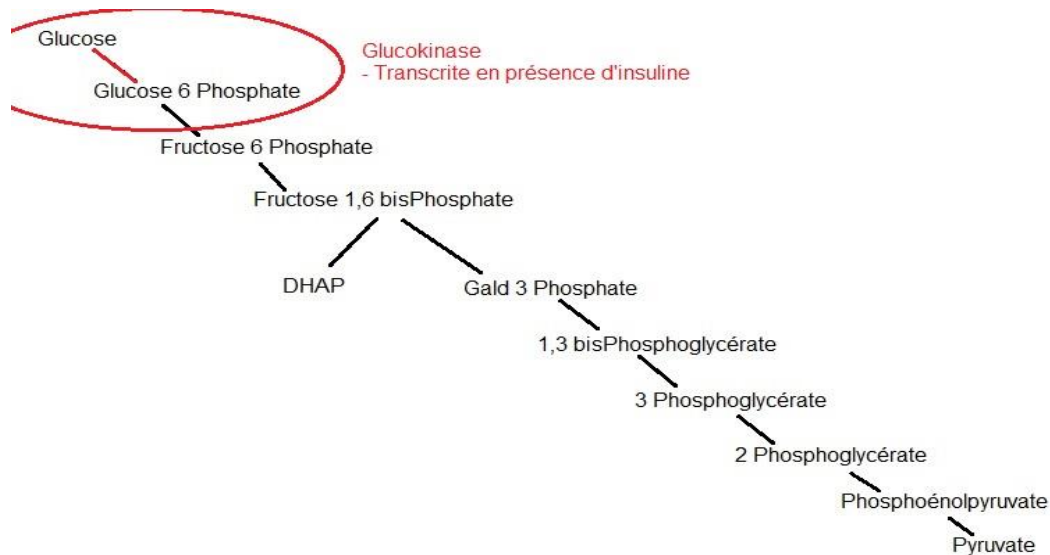 Glucose
Glucokinase
- Transcrite en présence d'insuline
Glucose 6 Phosphate
Fructose 6 Phosphate
Fructose 1,6 bisPhosphate
DHAP
Gald 3 Phosphate
1,3 bisPhosphoglycérate
3 Phosphoglycérate
2 Phosphoglycérate
Phosphoénolpyruvate
Pyruvate